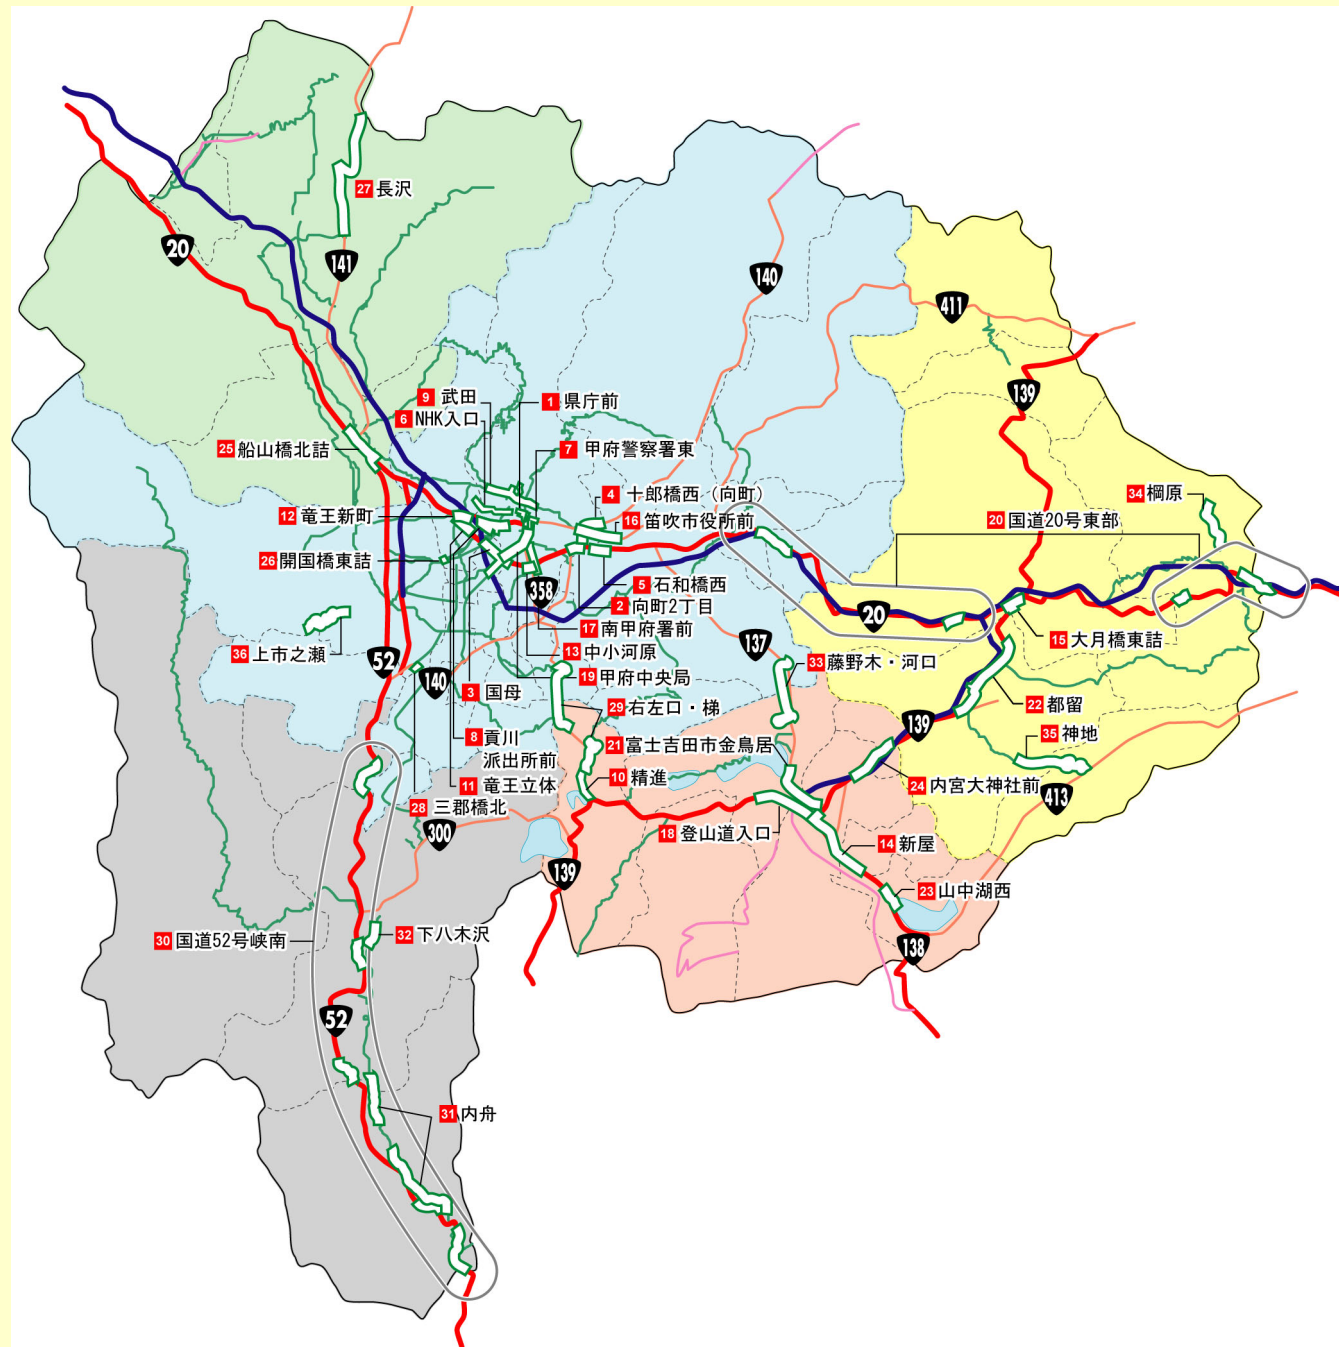 27 長沢
20
141
140
411
139
9 武田
1 県庁前
6 NHK入口
25 船山橋北詰
7 甲府警察署東
4 十郎橋西（向町）
34 棡原
12 竜王新町
16 笛吹市役所前
20 国道20号東部
26 開国橋東詰
5 石和橋西
358
2 向町2丁目
20
17 南甲府署前
15 大月橋東詰
36 上市之瀬
13 中小河原
137
52
33 藤野木・河口
140
19 甲府中央局
3 国母
29 右左口・梯
22 都留
139
35 神地
8 貢川
派出所前
21 富士吉田市金鳥居
11 竜王立体
10 精進
24 内宮大神社前
413
28 三郡橋北
300
18 登山道入口
14 新屋
139
23 山中湖西
30 国道52号峡南
32 下八木沢
138
52
31 内舟